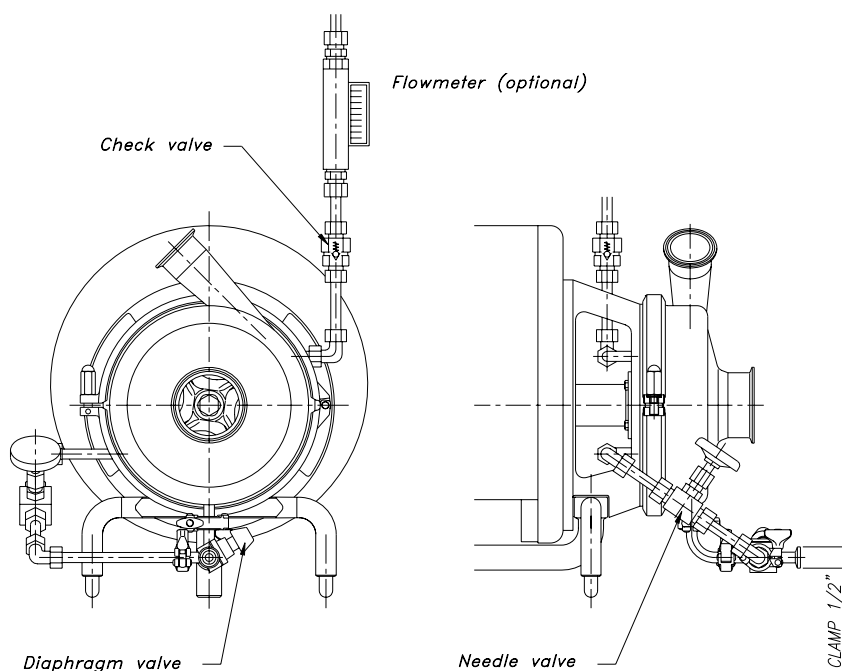 Flowmeter (optional)
Check valve
Diaphragm valve
Needle valve
CLAMP 1/2"